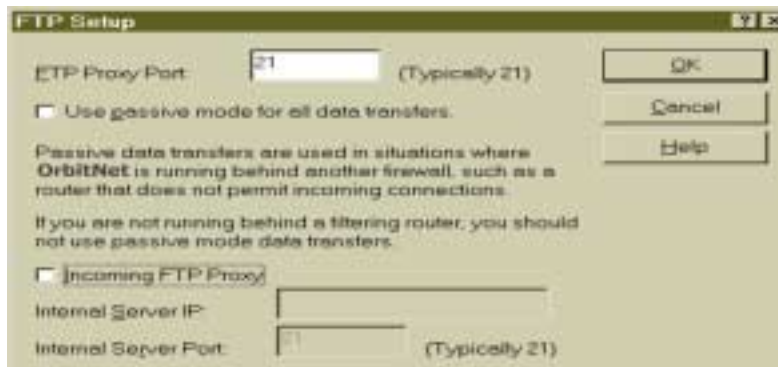 FTP Setup
FTP Proxy Port: 21 (Typically 21)
OK
Use passive mode for all data transfers.
Cancel
Passive data transfers are used in situations where
Help
OrbitNet is running behind another firewall, such as a
router that does not permit incoming connections.
If you are not running behind a filtering router, you should
not use passive mode data transfers.
Incoming FTP Proxy
Internal Server IP:
Internal Server Port: 21 (Typically 21)